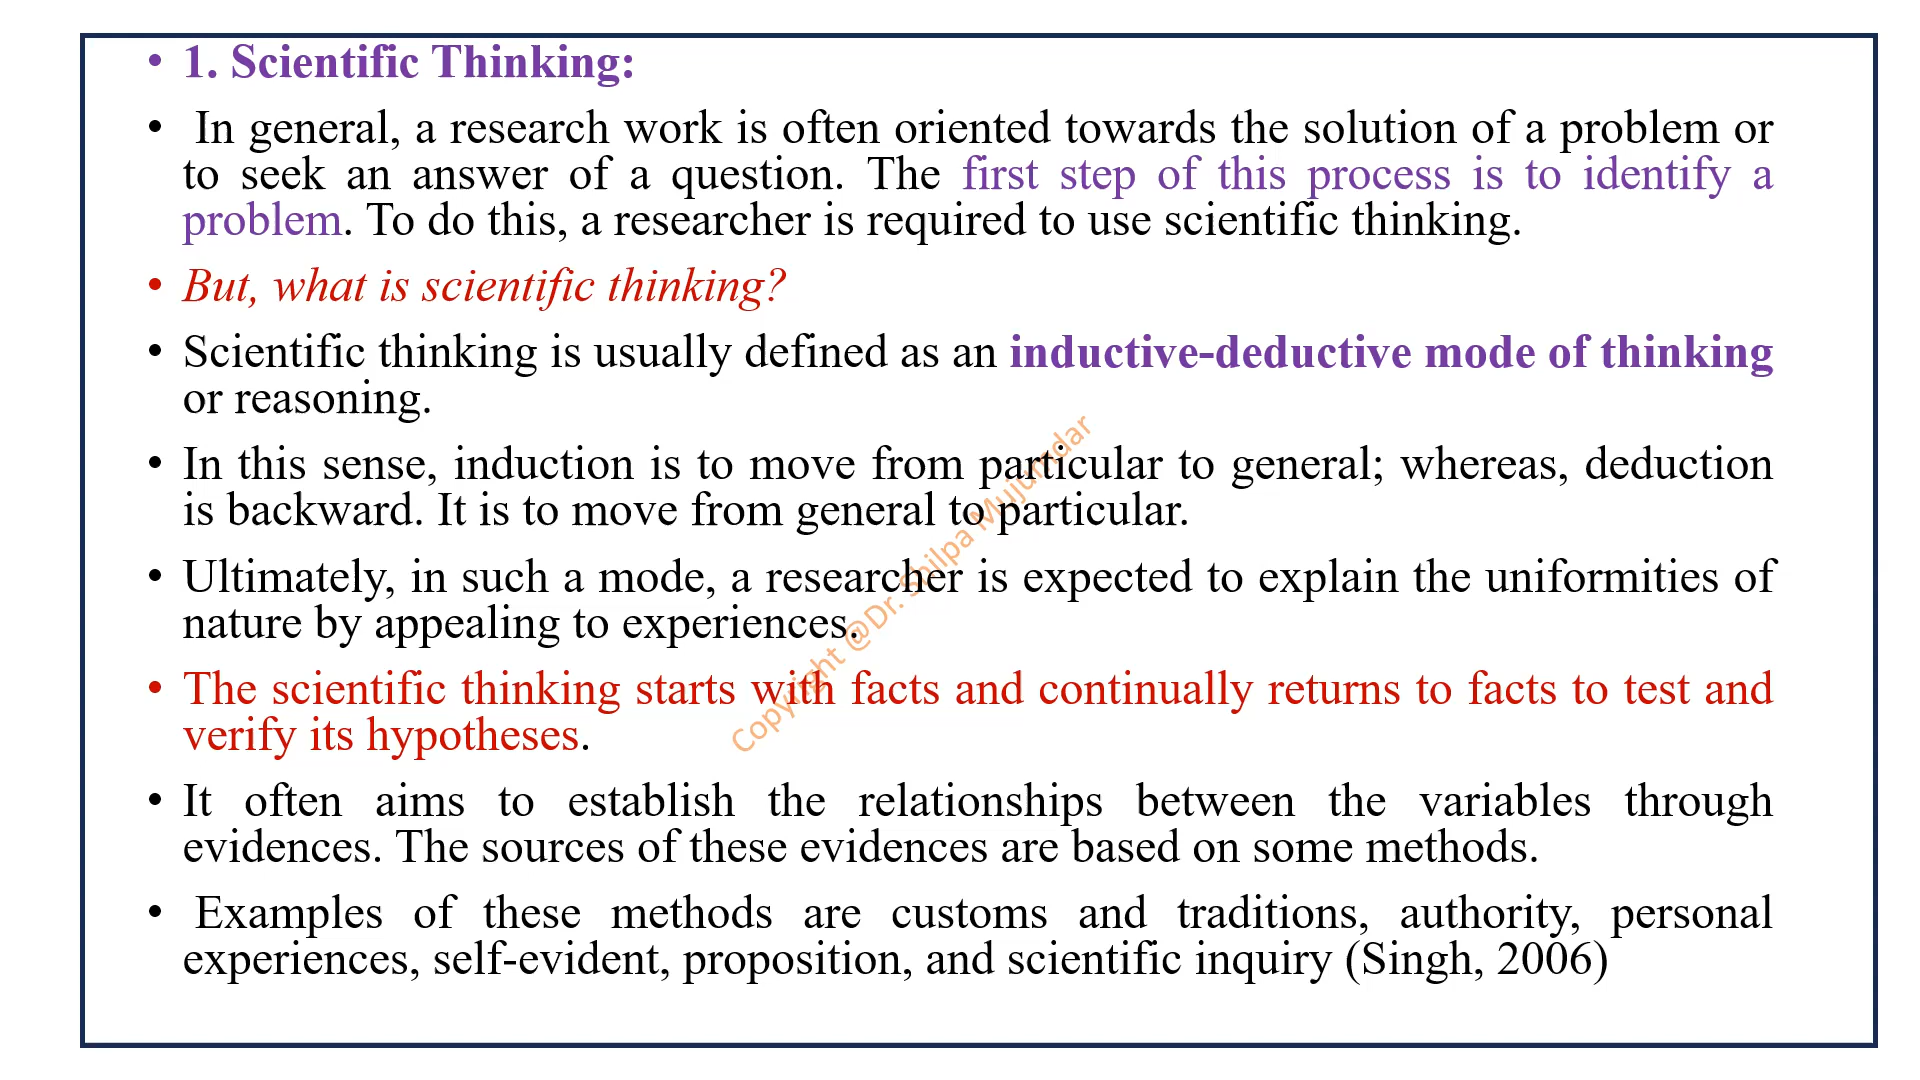 • 1. Scientific Thinking:
• In general, a research work is often oriented towards the solution of a problem or
to seek an answer of a question. The first step of this process is to identify a
problem. To do this, a researcher is required to use scientific thinking.
• But, what is scientific thinking?
• Scientific thinking is usually defined as an inductive-deductive mode of thinking
or reasoning.
• In this sense, induction is to move from particular to general; whereas, deduction
is backward. It is to move from general to particular.
• Ultimately, in such a mode, a researcher is expected to explain the uniformities of
nature by appealing to experiences.
• The scientific thinking starts with facts and continually returns to facts to test and
verify its hypotheses.
• It often aims to establish the relationships between the variables through
evidences. The sources of these evidences are based on some methods.
• Examples of these methods are customs and traditions, authority, personal
experiences, self-evident, proposition, and scientific inquiry (Singh, 2006)
Copyright @Dr. Shilpa Mujumdar